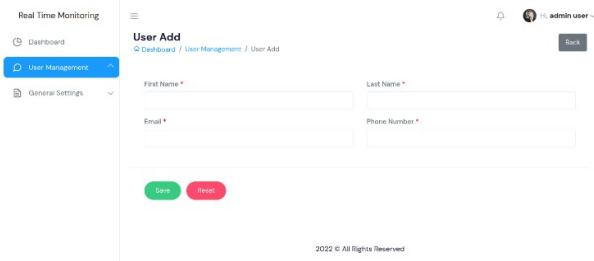 Real Time Monitoring
Hi, admin user
User Add
Dashboard / User Management / User Add
Back
Dashboard
User Management
General Settings
First Name *
Last Name *
Email *
Phone Number *
Save
Reset
2022 © All Rights Reserved